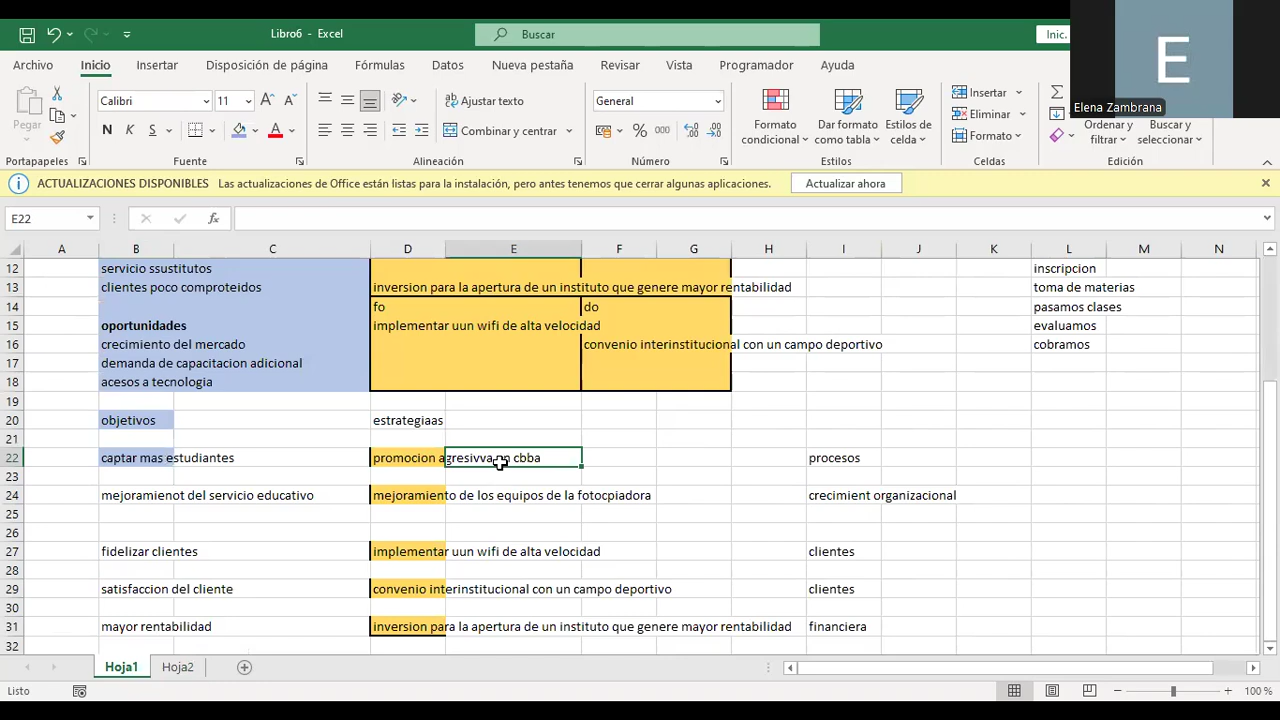 Libro6 - Excel
Buscar
Inic.
E
Elena Zambrana
Archivo Inicio Insertar Disposición de página Fórmulas Datos Nueva pestaña Revisar Vista Programador Ayuda
Pegar
Calibri 11
N K S
Ajustar texto
Combinar y centrar
General
% 000
Formato condicional
Dar formato como tabla
Estilos de celda
Insertar
Eliminar
Formato
Ordenar y filtrar
Buscar y seleccionar
Portapapeles Fuente Alineación Número Estilos Celdas Edición
ACTUALIZACIONES DISPONIBLES Las actualizaciones de Office están listas para la instalación, pero antes tenemos que cerrar algunas aplicaciones. Actualizar ahora
E22 fx
A B C D E F G H I J K L M N
12 servicio ssustitutos inscripcion
13 clientes poco comproteidos inversion para la apertura de un instituto que genere mayor rentabilidad toma de materias
14 fo do pasamos clases
15 oportunidades implementar uun wifi de alta velocidad evaluamos
16 crecimiento del mercado convenio interinstitucional con un campo deportivo cobramos
17 demanda de capacitacion adicional
18 acesos a tecnologia
19
20 objetivos estrategiaas
21
22 captar mas estudiantes promocion agresivva en cbba procesos
23
24 mejoramienot del servicio educativo mejoramiento de los equipos de la fotocpiadora crecimient organizacional
25
26
27 fidelizar clientes implementar uun wifi de alta velocidad clientes
28
29 satisfaccion del cliente convenio interinstitucional con un campo deportivo clientes
30
31 mayor rentabilidad inversion para la apertura de un instituto que genere mayor rentabilidad financiera
32
Hoja1 Hoja2
Listo 100 %